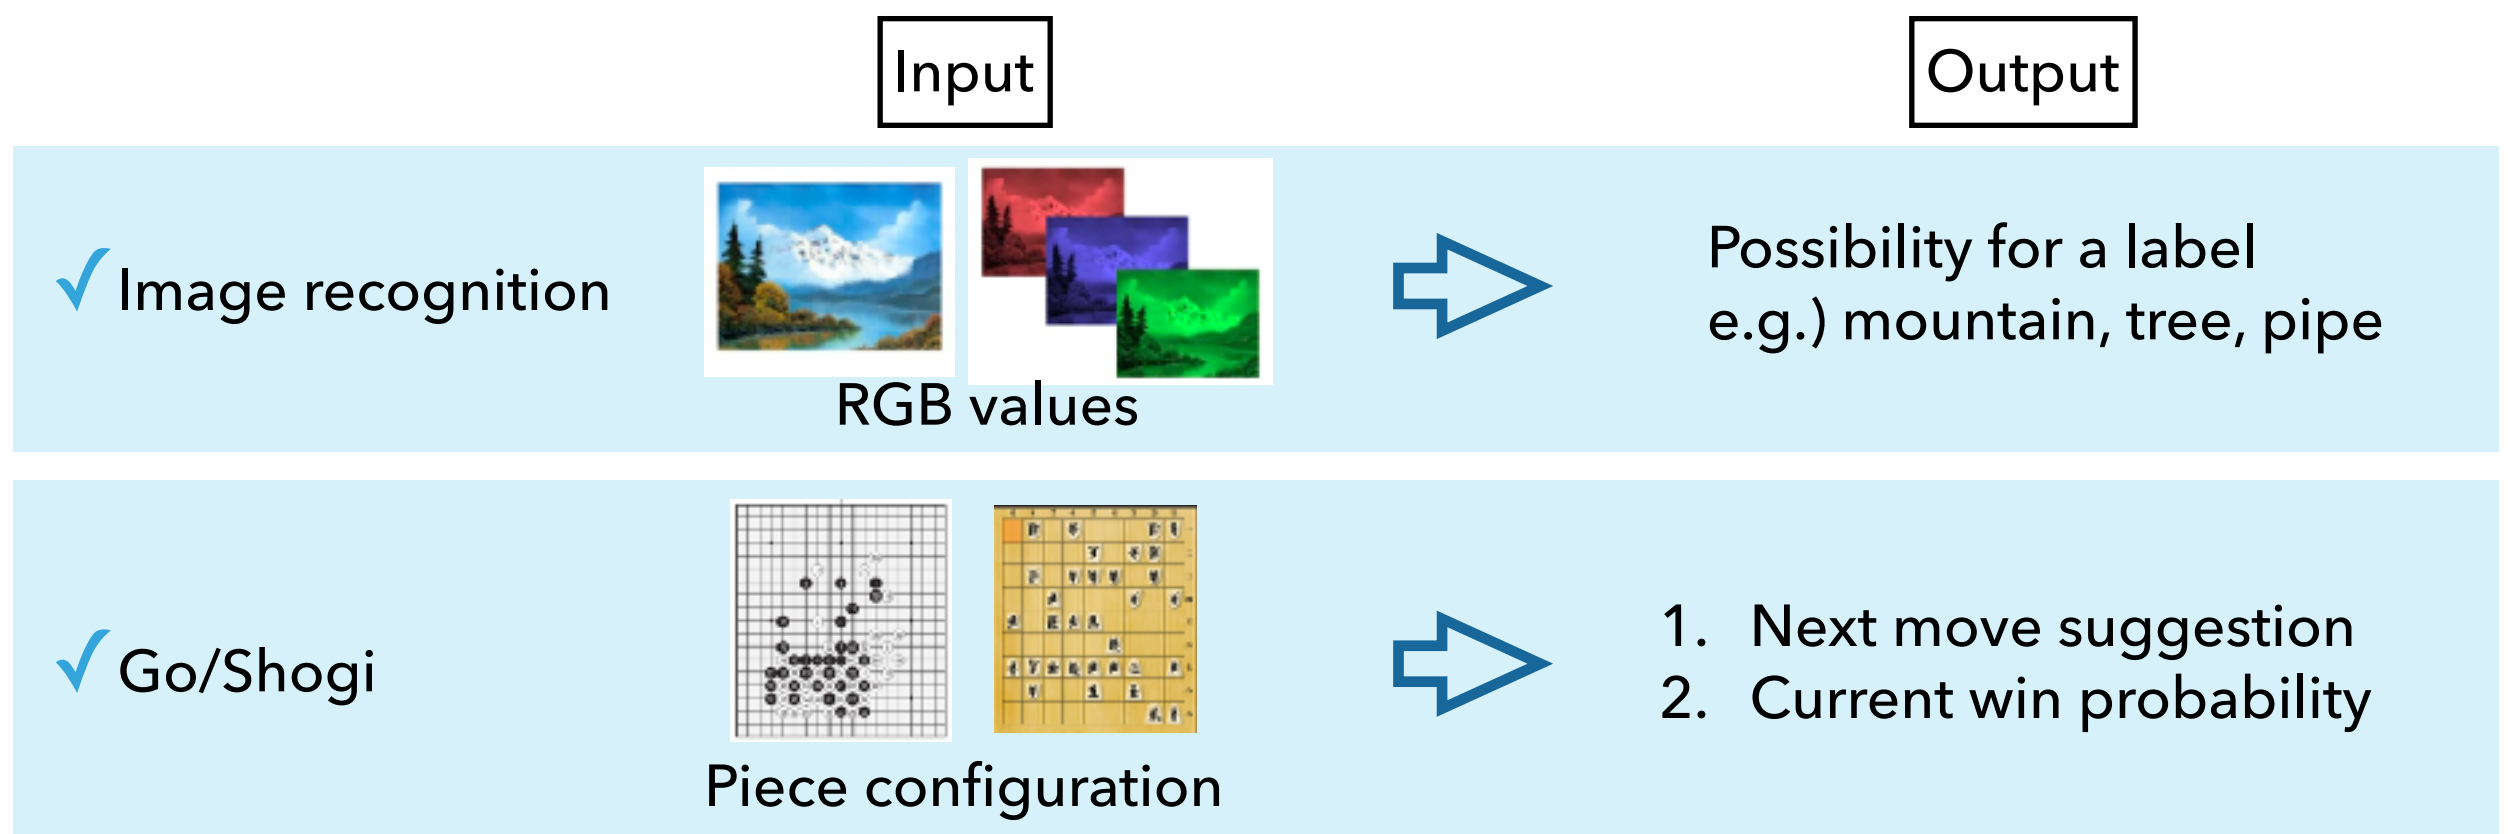 Input
Output
Image recognition
RGB values
Possibility for a label
e.g.) mountain, tree, pipe
Go/Shogi
Piece configuration
1. Next move suggestion
2. Current win probability